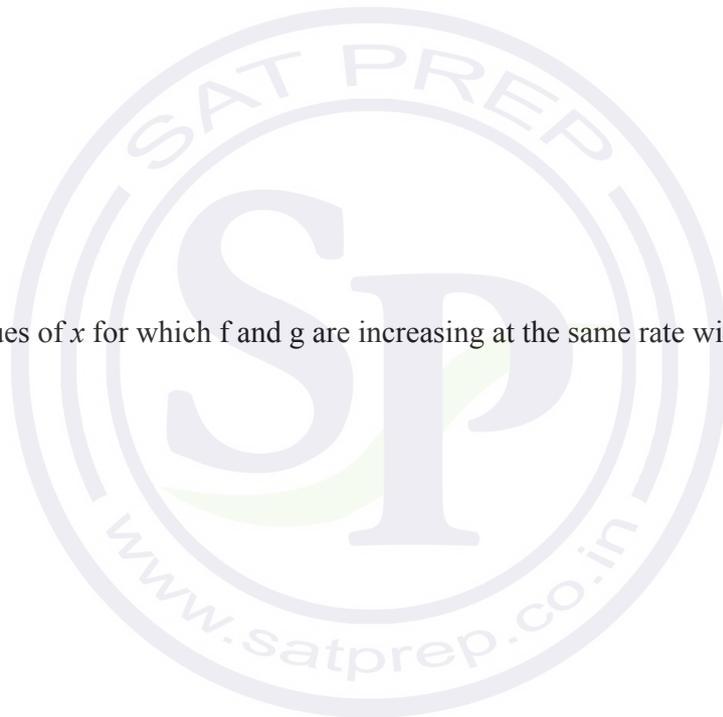 SAT PREP
SP
ues of x for which f and g are increasing at the same rate wi
www.satprep.co.in